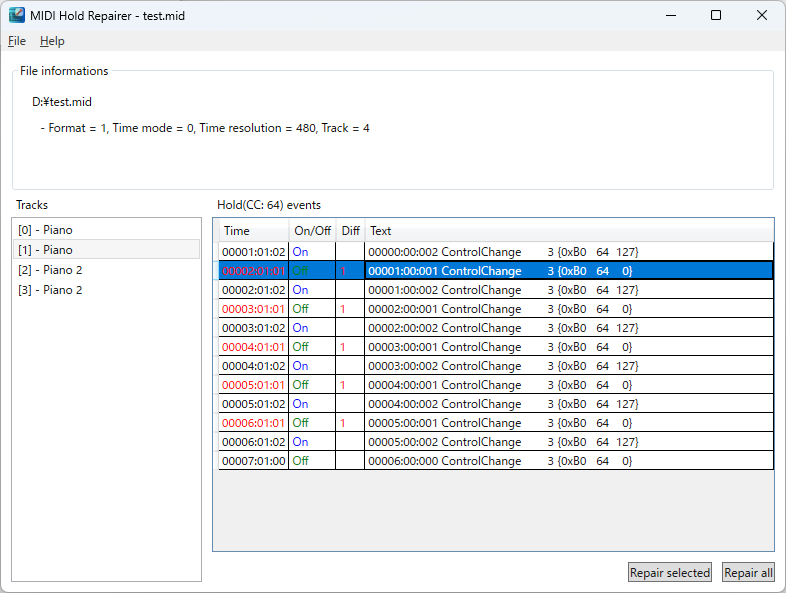 MIDI Hold Repairer - test.mid
File Help
File informations
D:¥test.mid
- Format = 1, Time mode = 0, Time resolution = 480, Track = 4
Tracks
[0] - Piano
[1] - Piano
[2] - Piano 2
[3] - Piano 2
Hold(CC: 64) events
Time On/Off Diff Text
00001:01:02 On 00000:00:002 ControlChange 3 {0xB0 64 127}
00002:01:01 Off 1 00001:00:001 ControlChange 3 {0xB0 64 0}
00002:01:02 On 00001:00:002 ControlChange 3 {0xB0 64 127}
00003:01:01 Off 1 00002:00:001 ControlChange 3 {0xB0 64 0}
00003:01:02 On 00002:00:002 ControlChange 3 {0xB0 64 127}
00004:01:01 Off 1 00003:00:001 ControlChange 3 {0xB0 64 0}
00004:01:02 On 00003:00:002 ControlChange 3 {0xB0 64 127}
00005:01:01 Off 1 00004:00:001 ControlChange 3 {0xB0 64 0}
00005:01:02 On 00004:00:002 ControlChange 3 {0xB0 64 127}
00006:01:01 Off 1 00005:00:001 ControlChange 3 {0xB0 64 0}
00006:01:02 On 00005:00:002 ControlChange 3 {0xB0 64 127}
00007:01:00 Off 00006:00:000 ControlChange 3 {0xB0 64 0}
Repair selected Repair all